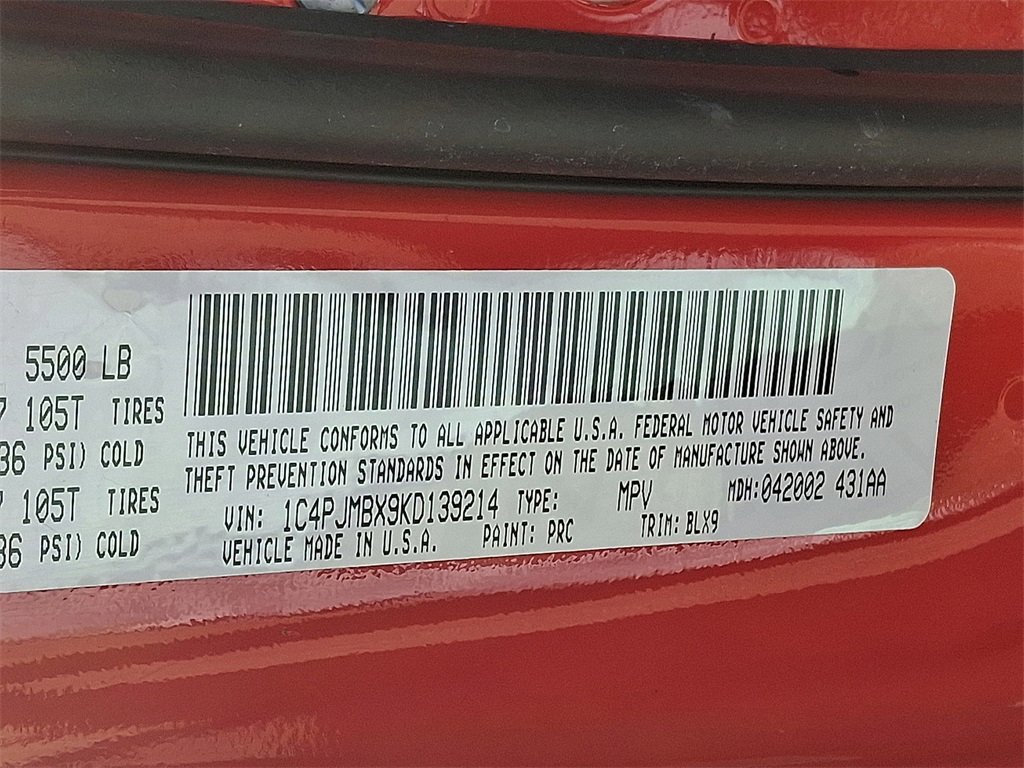 5500 LB
105T TIRES
PSI) COLD
105T TIRES
PSI) COLD
THIS VEHICLE CONFORMS TO ALL APPLICABLE U.S.A. FEDERAL MOTOR VEHICLE SAFETY AND
THEFT PREVENTION STANDARDS IN EFFECT ON THE DATE OF MANUFACTURE SHOWN ABOVE.
VIN: 1C4PJMBX9KD139214 TYPE: MPV MDH:042002 431AA
VEHICLE MADE IN U.S.A. PAINT: PRC TRIM: BLX9